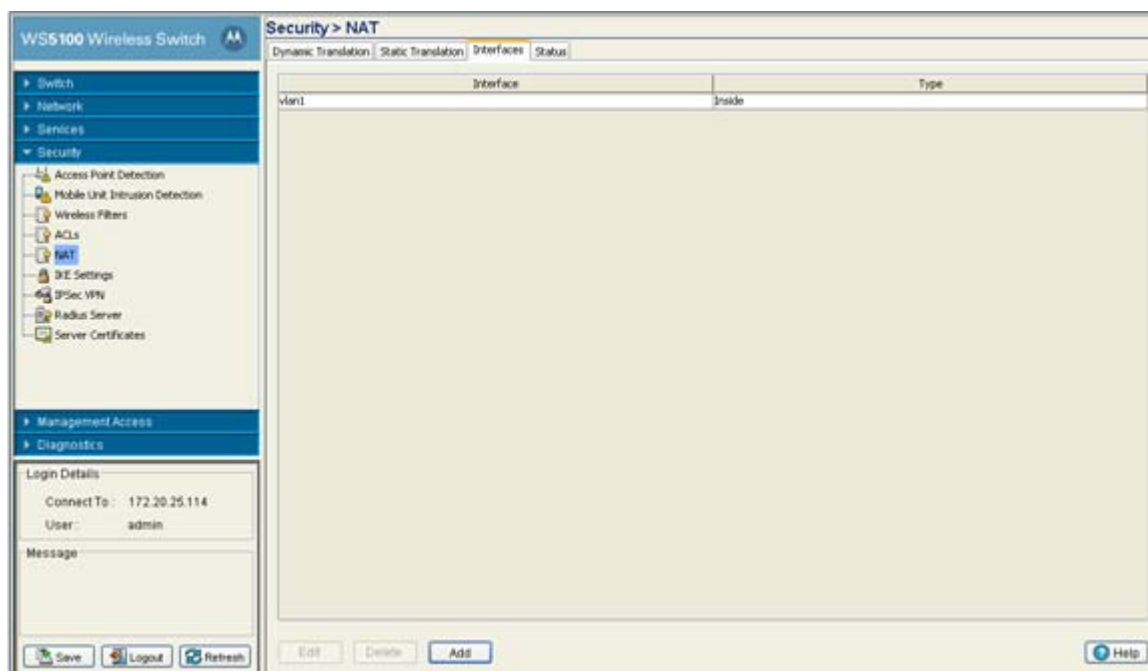 WS5100 Wireless Switch
Security > NAT
Dynamic Translation Static Translation Interfaces Status
Interface Type
vlan1 Inside
Switch
Network
Services
Security
Access Point Detection
Mobile Unit Intrusion Detection
Wireless Filters
ACLs
NAT
IKE Settings
IPSec VPN
Radius Server
Server Certificates
Management Access
Diagnostics
Login Details
Connect To : 172.20.25.114
User : admin
Message
Save Logout Refresh
Edit Delete Add Help